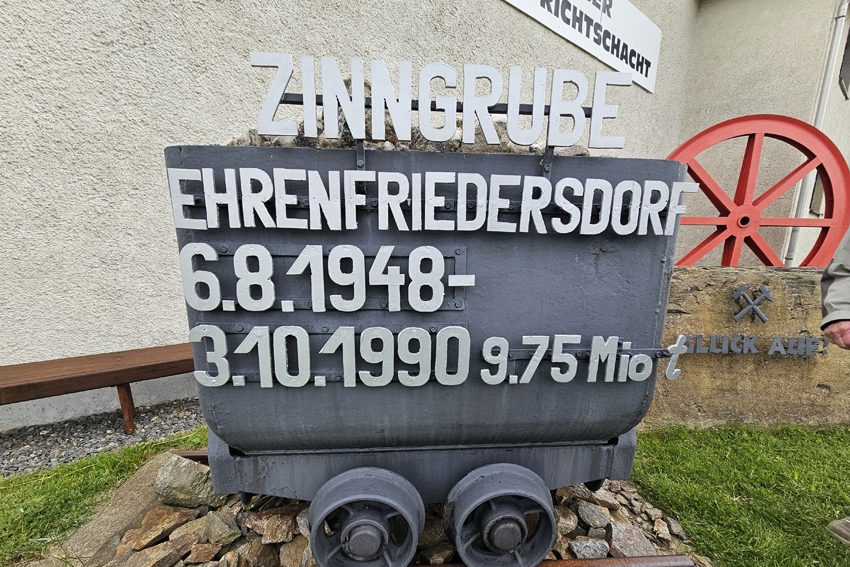 RICHTSCHACHT
ZINNGRUBE
EHRENFRIEDERSDORF
6.8.1948-
3.10.1990 9.75 Mio t
GLÜCK AUF!